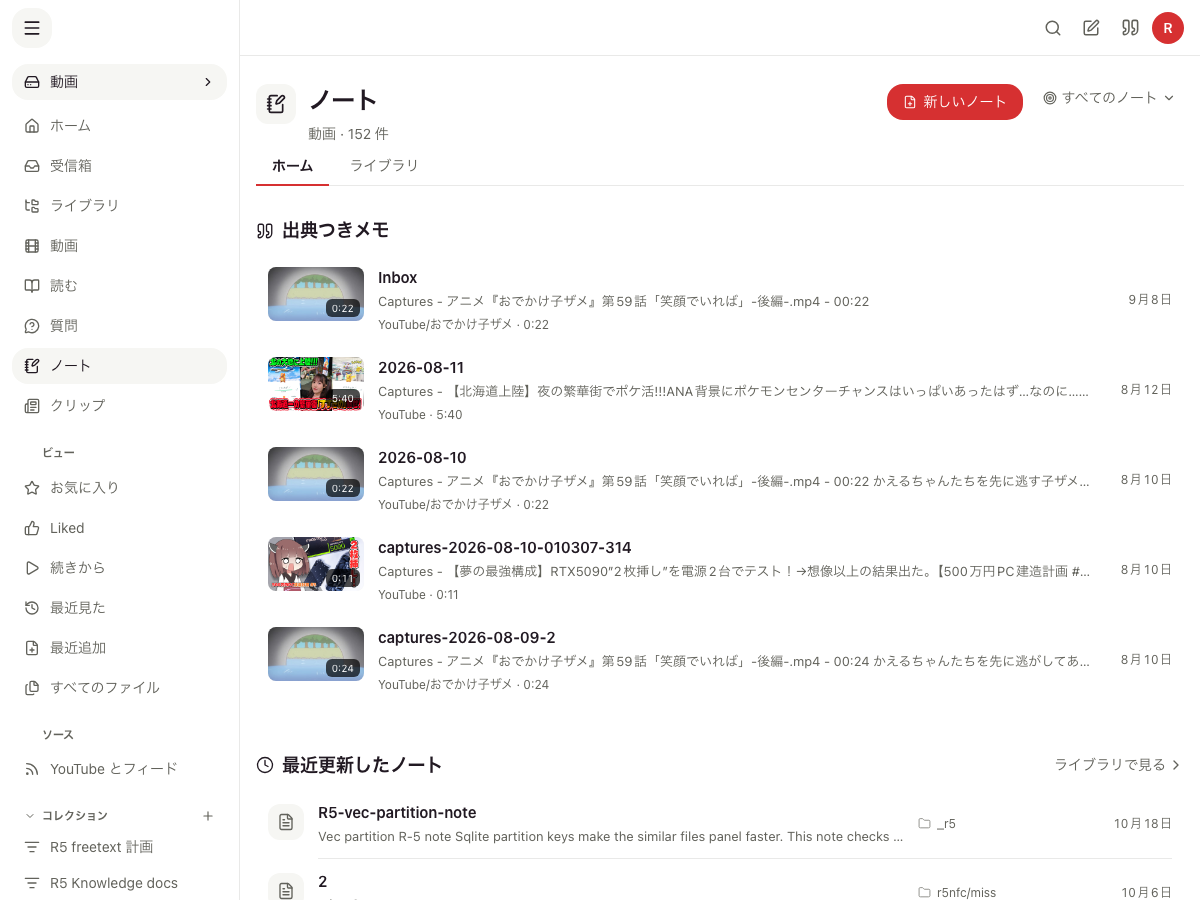 R
動画
ホーム
受信箱
ライブラリ
動画
読む
質問
ノート
クリップ
ビュー
お気に入り
Liked
続きから
最近見た
最近追加
すべてのファイル
ソース
YouTube とフィード
コレクション
R5 freetext 計画
R5 Knowledge docs
ノート
動画 · 152 件
新しいノート
すべてのノート
ホーム
ライブラリ
出典つきメモ
0:22
Inbox
Captures - アニメ『おでかけ子ザメ』第59話「笑顔でいれば」-後編-.mp4 - 00:22
YouTube/おでかけ子ザメ · 0:22
9月8日
5:40
2026-08-11
Captures - 【北海道上陸】夜の繁華街でポケ活!!!ANA背景にポケモンセンターチャンスはいっぱいあったはず...なのに......
YouTube · 5:40
8月12日
0:22
2026-08-10
Captures - アニメ『おでかけ子ザメ』第59話「笑顔でいれば」-後編-.mp4 - 00:22 かえるちゃんたちを先に逃す子ザメ...
YouTube/おでかけ子ザメ · 0:22
8月10日
0:11
captures-2026-08-10-010307-314
Captures - 【夢の最強構成】RTX5090”2枚挿し”を電源2台でテスト！→想像以上の結果出た。【500万円PC建造計画 #...
YouTube · 0:11
8月10日
0:24
captures-2026-08-09-2
Captures - アニメ『おでかけ子ザメ』第59話「笑顔でいれば」-後編-.mp4 - 00:24 かえるちゃんたちを先に逃がしてあ...
YouTube/おでかけ子ザメ · 0:24
8月10日
最近更新したノート
ライブラリで見る
R5-vec-partition-note
Vec partition R-5 note Sqlite partition keys make the similar files panel faster. This note checks ...
_r5
10月18日
2
r5nfc/miss
10月6日